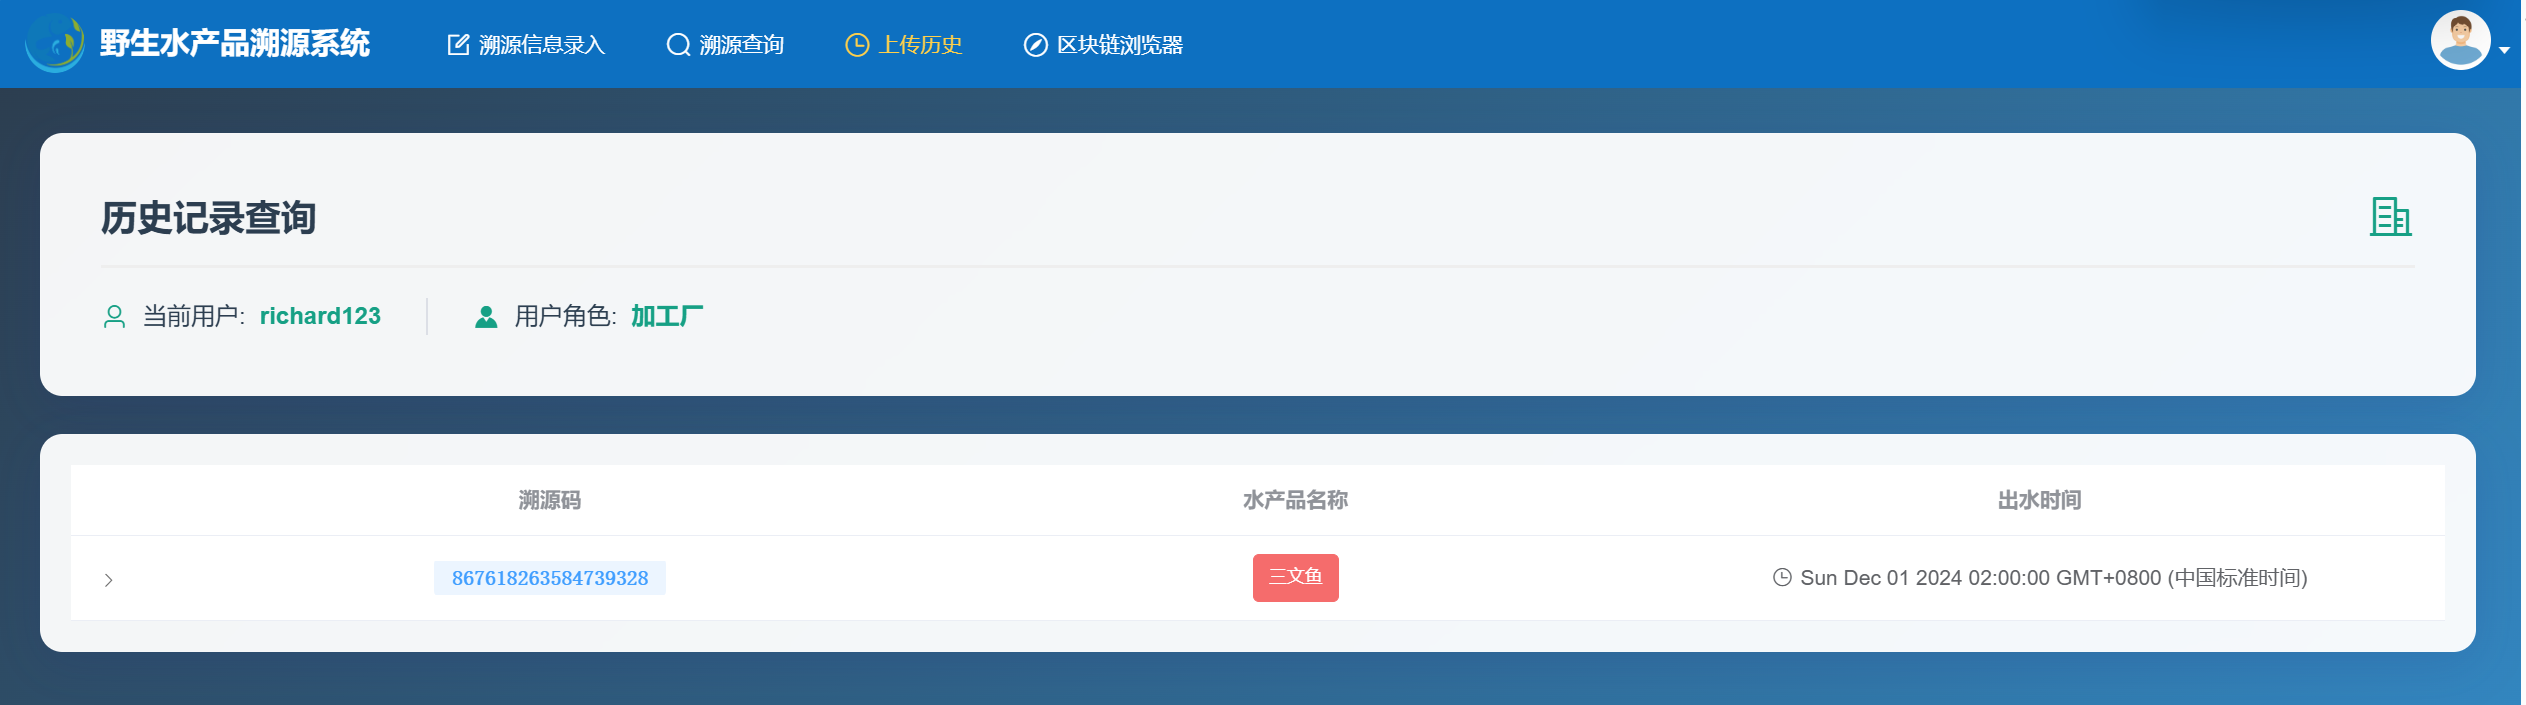 野生水产品溯源系统 溯源信息录入 溯源查询 上传历史 区块链浏览器
历史记录查询
当前用户: richard123 用户角色: 加工厂
溯源码 水产品名称 出水时间
867618263584739328 三文鱼 Sun Dec 01 2024 02:00:00 GMT+0800 (中国标准时间)